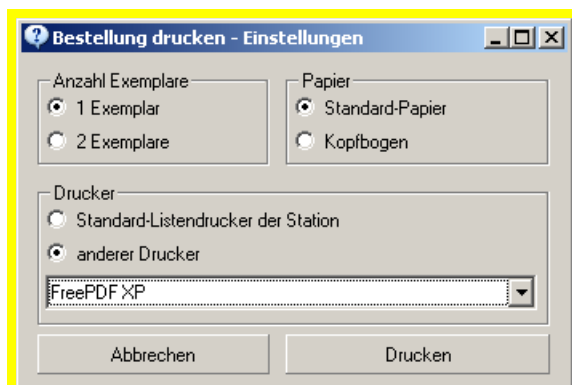 Bestellung drucken - Einstellungen
Anzahl Exemplare
1 Exemplar
2 Exemplare
Papier
Standard-Papier
Kopfbogen
Drucker
Standard-Listendrucker der Station
anderer Drucker
FreePDF XP
Abbrechen
Drucken